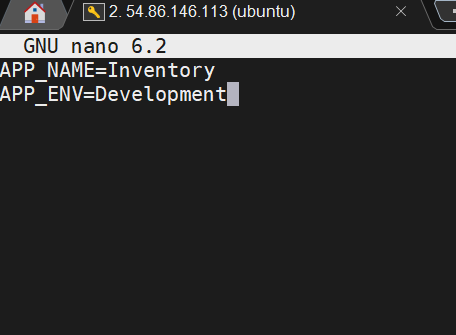 2. 54.86.146.113 (ubuntu)
GNU nano 6.2
APP_NAME=Inventory
APP_ENV=Development